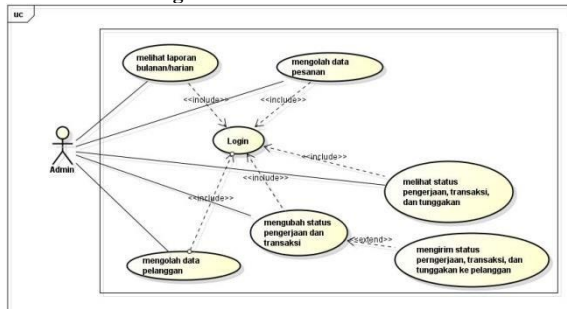 uc
melihat laporan
bulanan/harian
mengolah data
pesanan
<<include>>
<<include>>
Login
Admin
<<include>>
<<include>>
<<include>>
melihat status
pengerjaan, transaksi,
dan tunggakan
mengubah status
pengerjaan dan
transaksi
<<extend>>
mengirim status
perngerjaan, transaksi, dan
tunggakan ke pelanggan
mengolah data
pelanggan